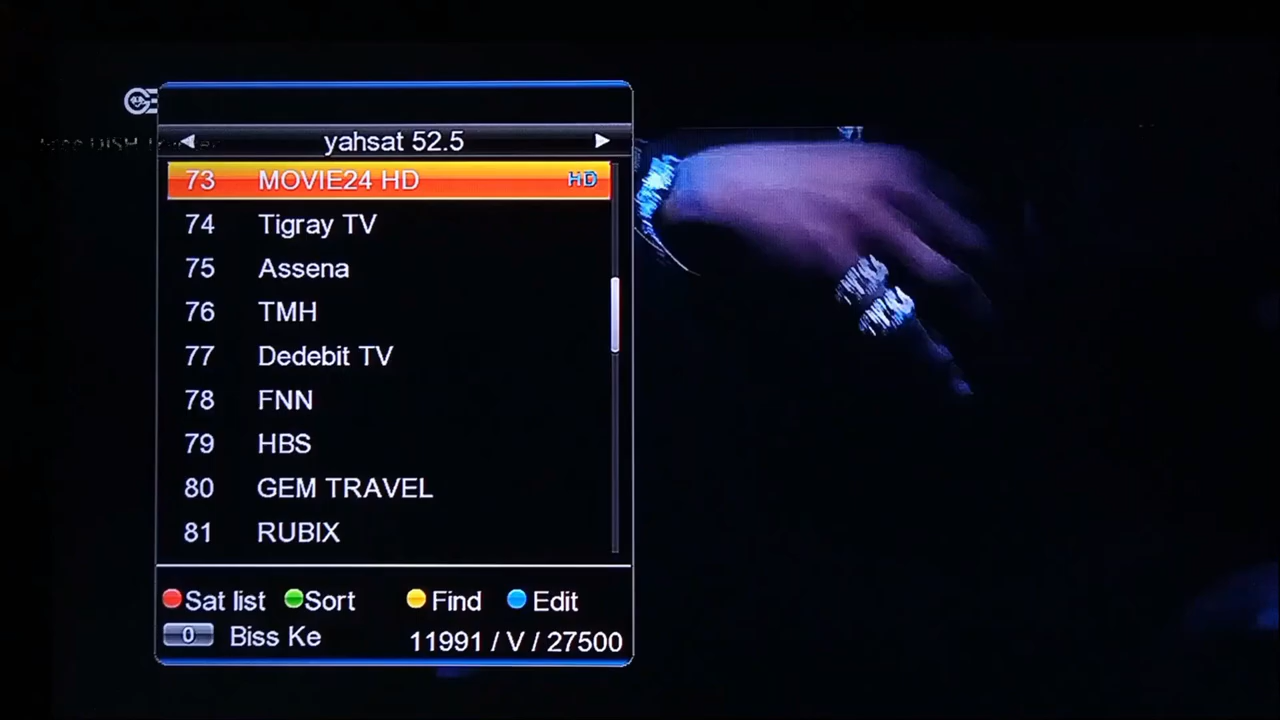 yahsat 52.5
73 MOVIE24 HD HD
74 Tigray TV
75 Assena
76 TMH
77 Dedebit TV
78 FNN
79 HBS
80 GEM TRAVEL
81 RUBIX
Sat list Sort Find Edit
0 Biss Ke 11991 / V / 27500